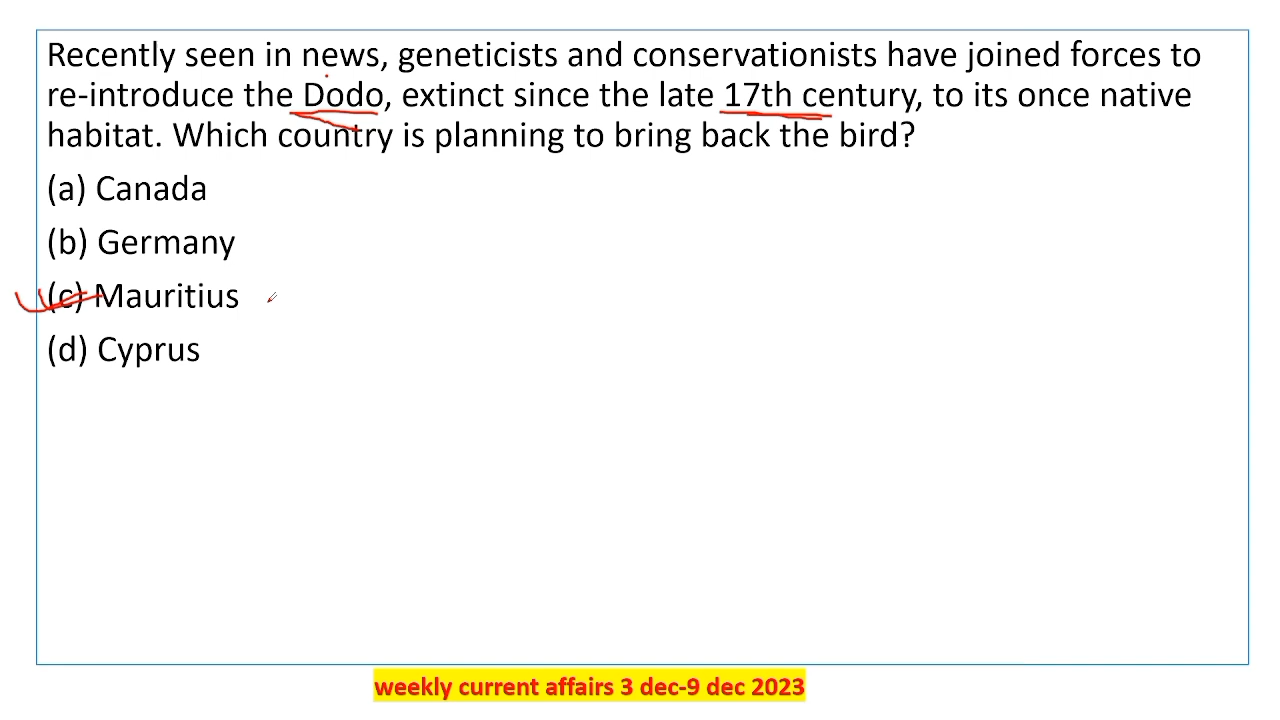 Recently seen in news, geneticists and conservationists have joined forces to
re-introduce the Dodo, extinct since the late 17th century, to its once native
habitat. Which country is planning to bring back the bird?
(a) Canada
(b) Germany
(c) Mauritius
(d) Cyprus
weekly current affairs 3 dec-9 dec 2023